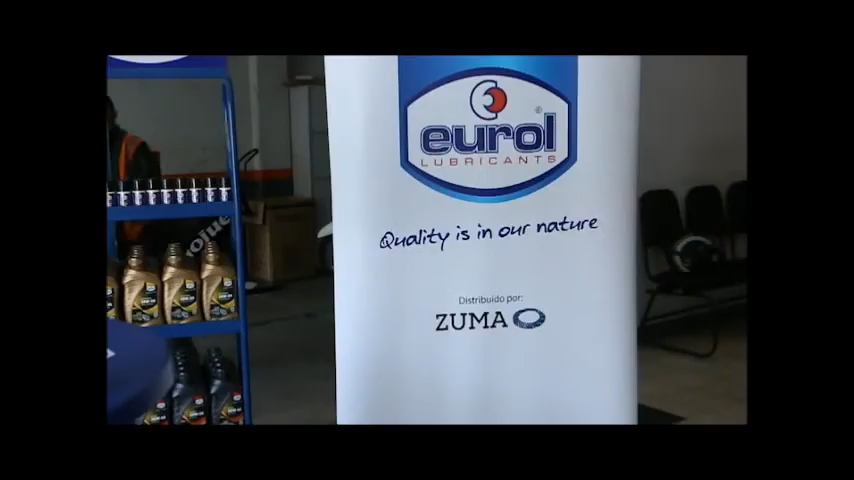 eurol
LUBRICANTS
Quality is in our nature
Distribuido por:
ZUMA